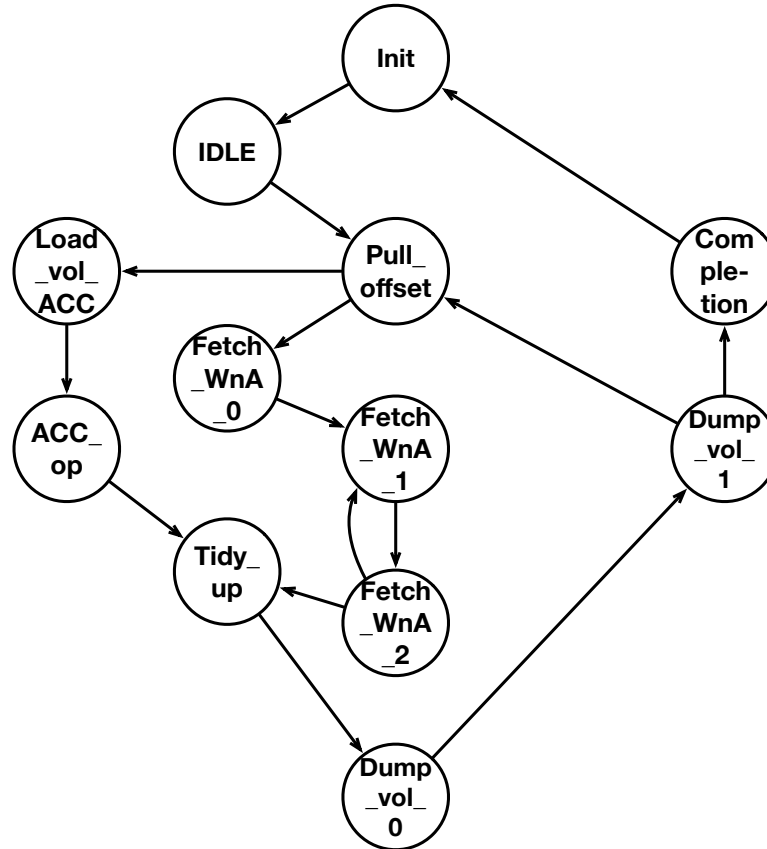 Init
IDLE
Load
_vol_
ACC
Pull_
offset
Com
ple-
tion
Fetch
_WnA
_0
ACC_
op
Fetch
_WnA
_1
Dump
_vol_
1
Tidy_
up
Fetch
_WnA
_2
Dump
_vol_
0